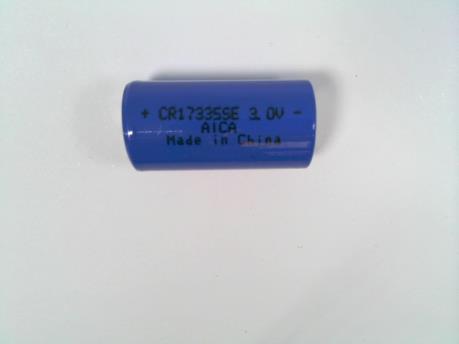 + CR17335SE 3.0V -
AICA
Made in China